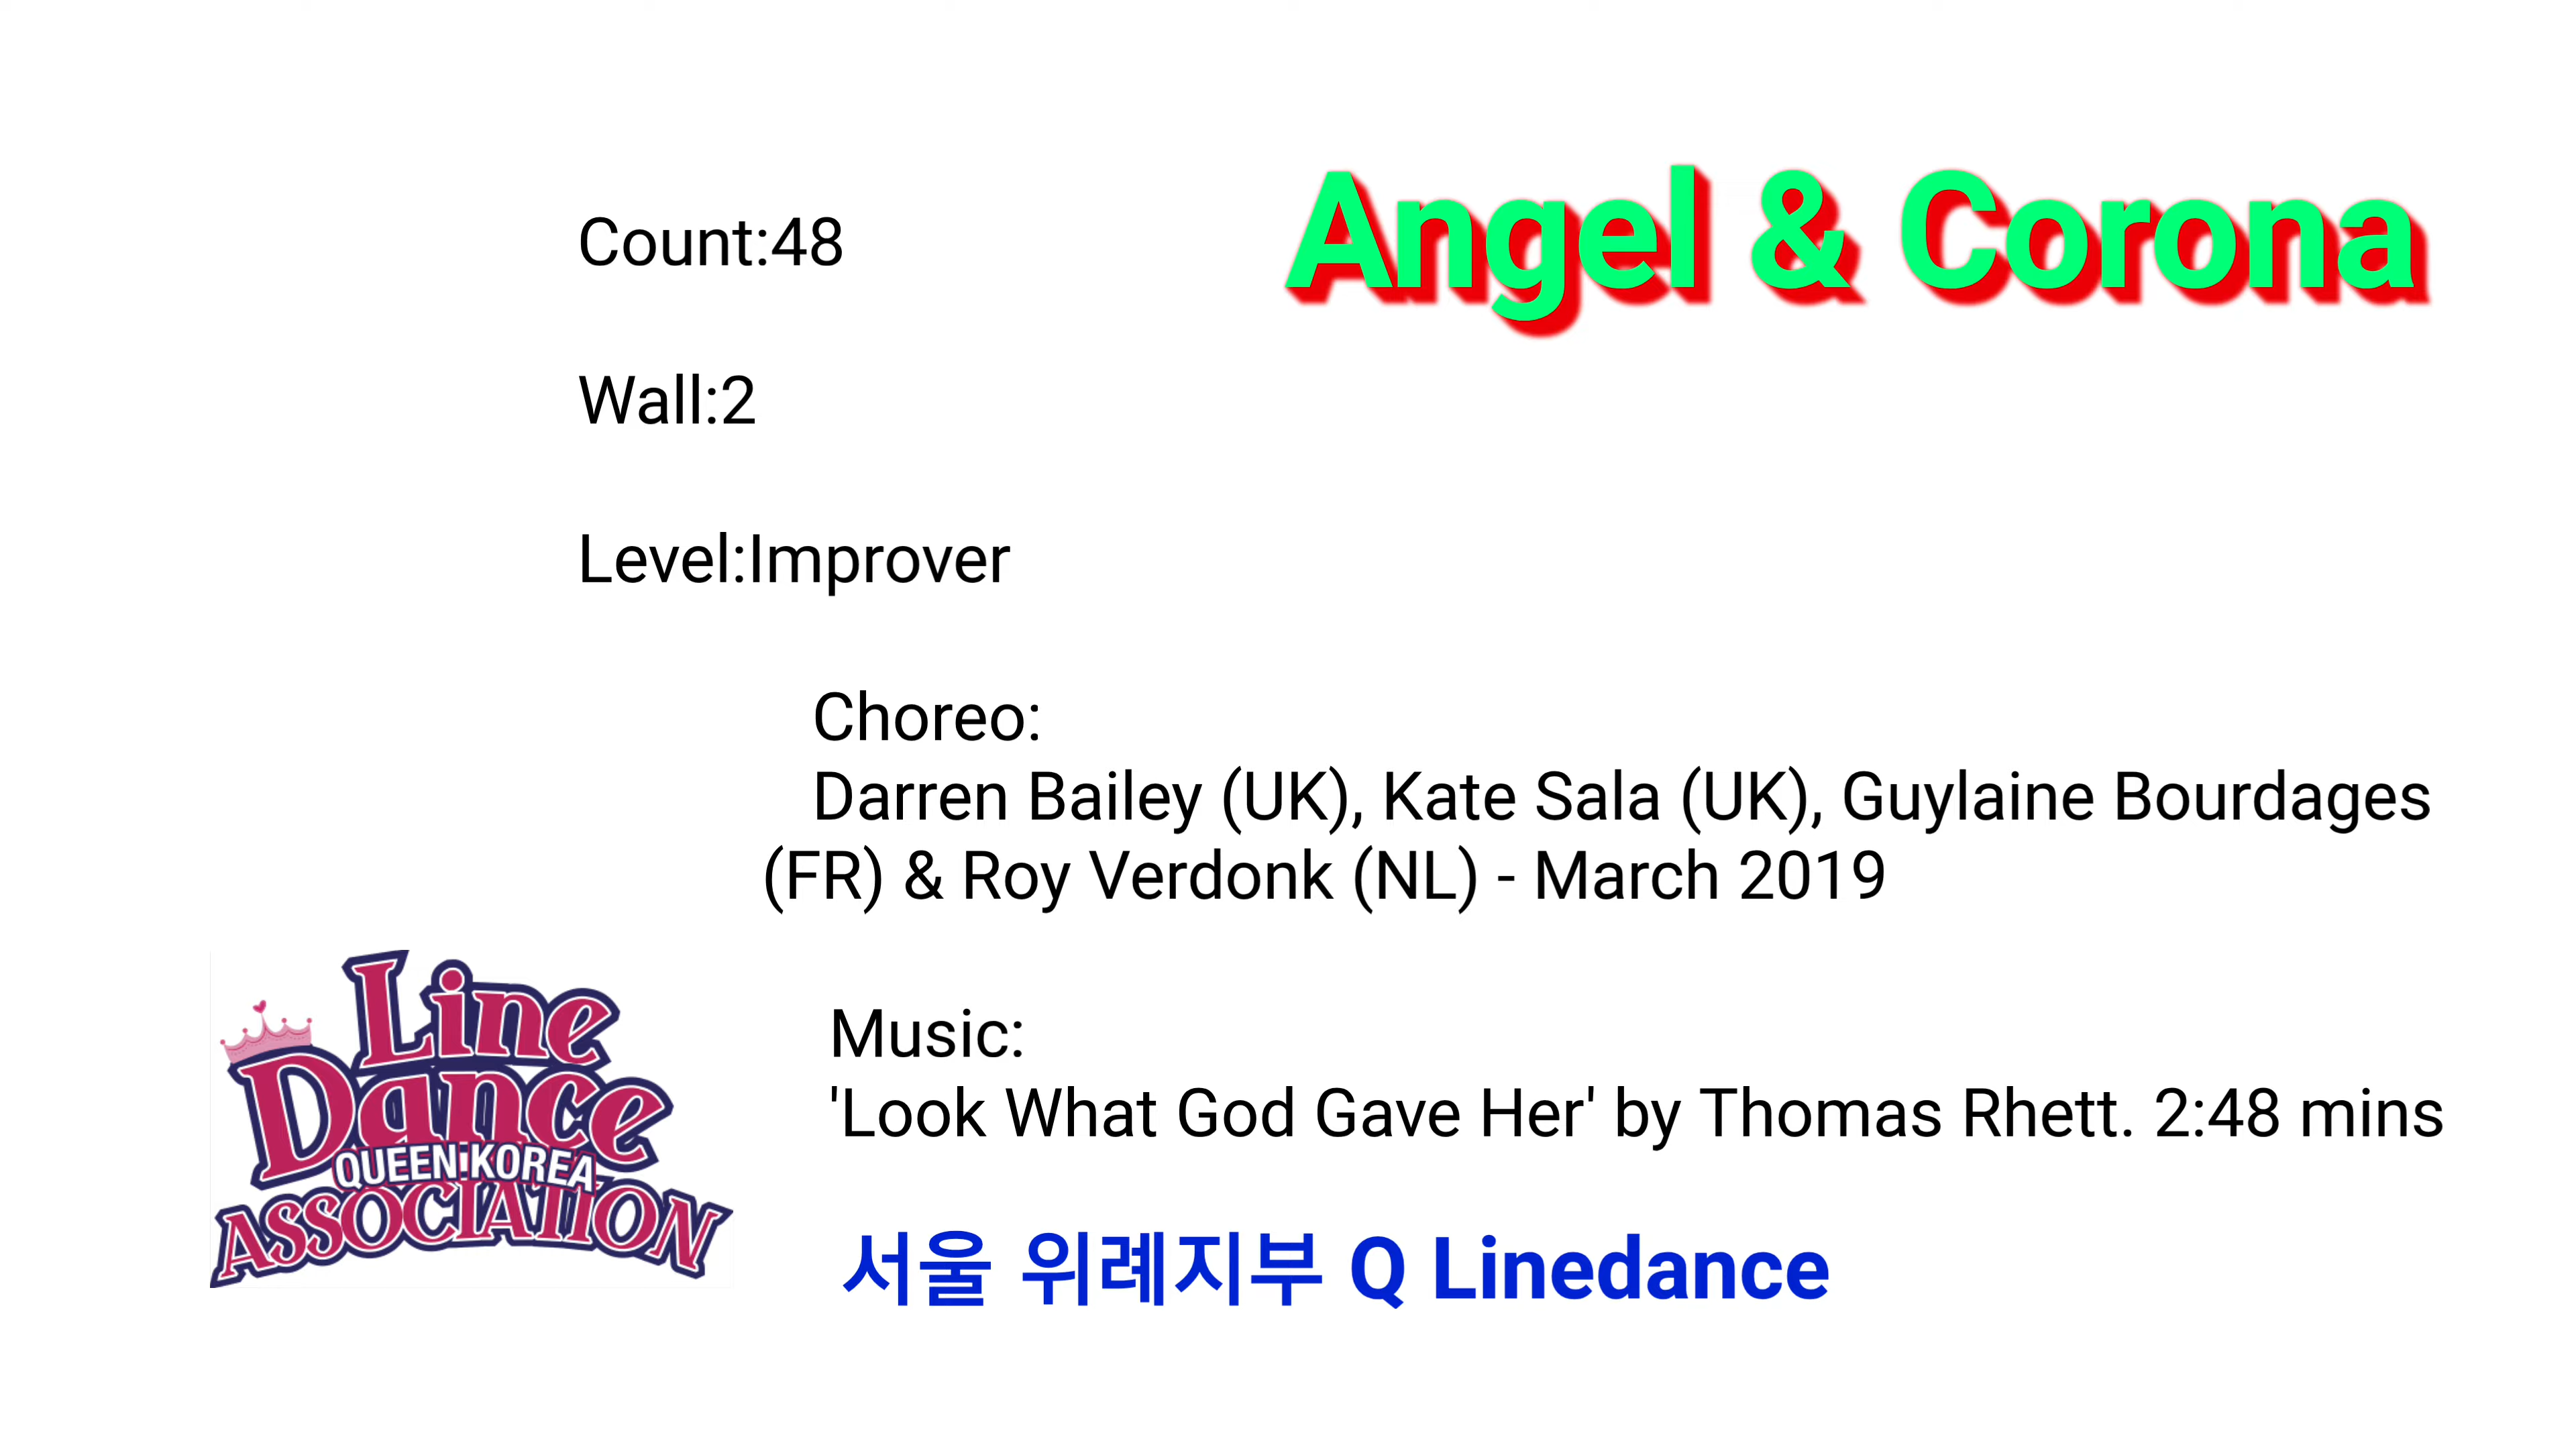 Angel & Corona
Count:48
Wall:2
Level:Improver
Choreo:
Darren Bailey (UK), Kate Sala (UK), Guylaine Bourdages
(FR) & Roy Verdonk (NL) - March 2019
Music:
'Look What God Gave Her' by Thomas Rhett. 2:48 mins
Line
Dance
QUEEN KOREA
ASSOCIATION
서울 위례지부 Q Linedance